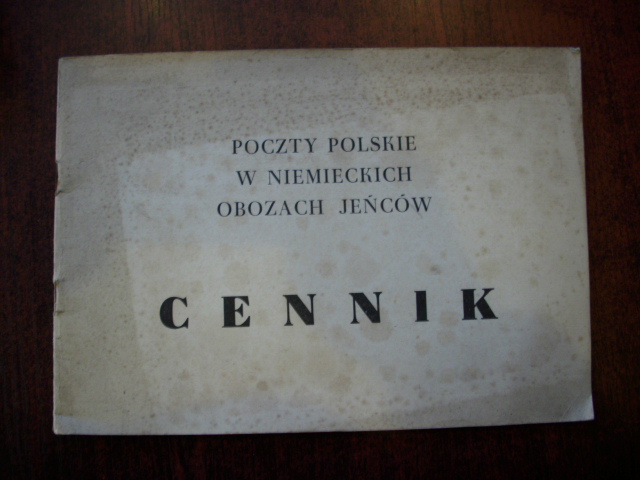 POCZTY POLSKIE
W NIEMIECKICH
OBOZACH JEŃCÓW
CENNIK